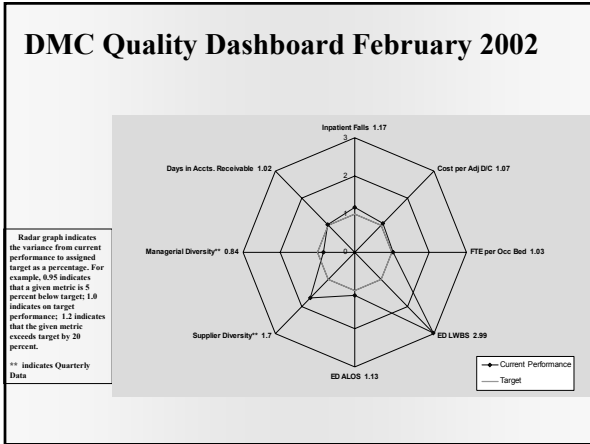 DMC Quality Dashboard February 2002
Inpatient Falls 1.17
3
Days in Accts. Receivable 1.02
Cost per Adj D/C 1.07
2
1
Radar graph indicates
the variance from current
performance to assigned
target as a percentage. For
example, 0.95 indicates
that a given metric is 5
percent below target; 1.0
indicates on target
performance; 1.2 indicates
that the given metric
exceeds target by 20
percent.
** indicates Quarterly
Data
Managerial Diversity** 0.84
0
FTE per Occ Bed 1.03
Supplier Diversity** 1.7
ED LWBS 2.99
ED ALOS 1.13
Current Performance
Target